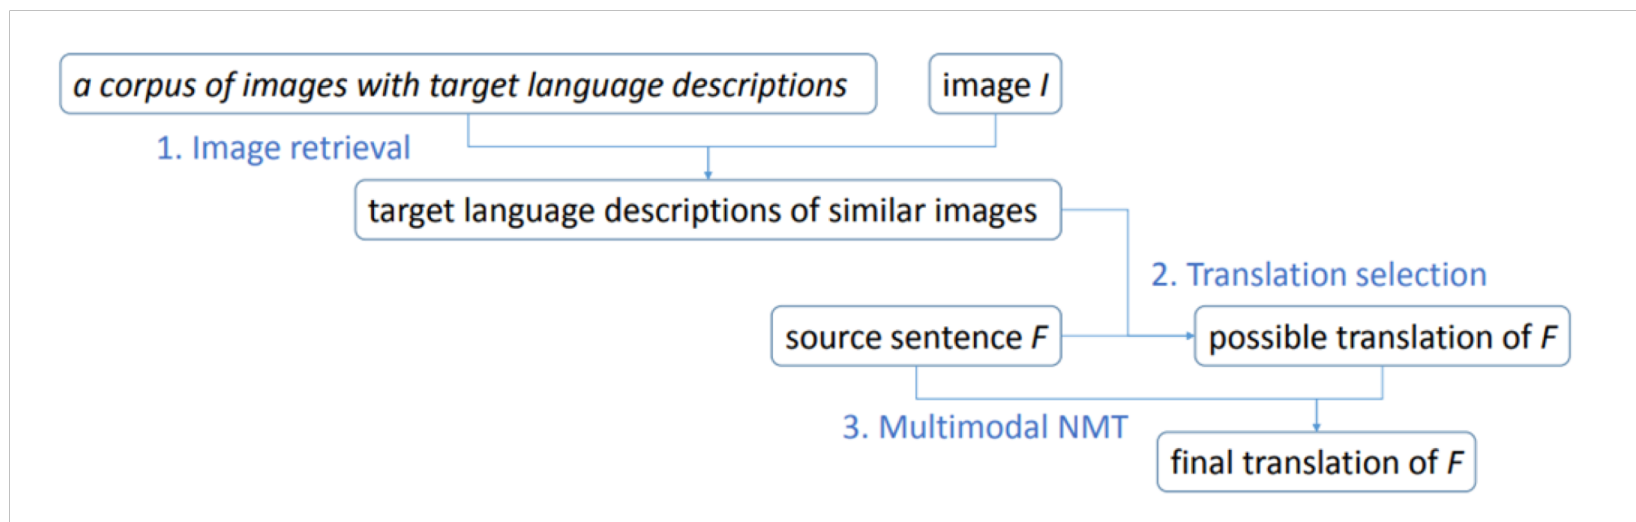 a corpus of images with target language descriptions
image I
1. Image retrieval
target language descriptions of similar images
2. Translation selection
source sentence F
possible translation of F
3. Multimodal NMT
final translation of F